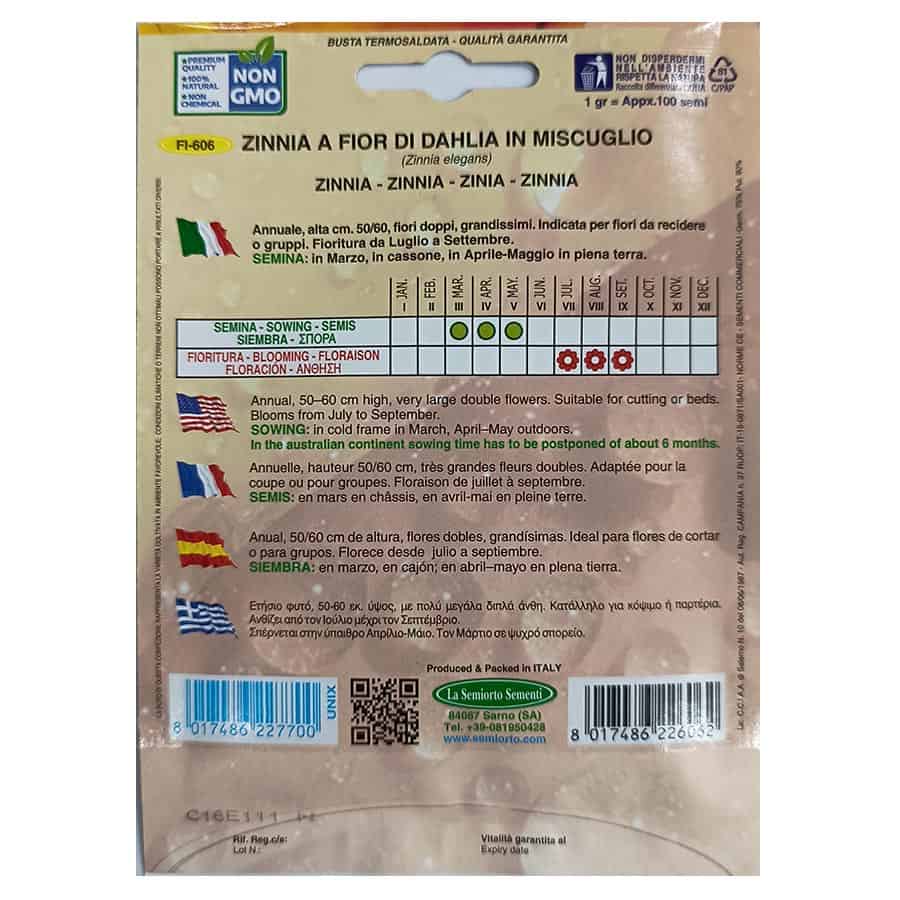 BUSTA TERMOSALDATA - QUALITÀ GARANTITA
PREMIUM QUALITY
100% NATURAL
NON CHEMICAL
NON GMO
NON DISPERDERMI
NELL'AMBIENTE
RISPETTA LA NATURA
Raccolta differenziata CARTA
81
C/PAP
1 gr = Appx.100 semi
FI-606
ZINNIA A FIOR DI DAHLIA IN MISCUGLIO
(Zinnia elegans)
ZINNIA - ZINNIA - ZINIA - ZINNIA
Annuale, alta cm. 50/60, fiori doppi, grandissimi. Indicata per fiori da recidere
o gruppi. Fioritura da Luglio a Settembre.
SEMINA: in Marzo, in cassone, in Aprile-Maggio in piena terra.
JAN. FEB. MAR. APR. MAY. JUN. JUL. AUG. SET. OCT. NOV. DEC.
I II III IV V VI VII VIII IX X XI XII
SEMINA - SOWING - SEMIS
SIEMBRA - ΣΠΟΡΑ
FIORITURA - BLOOMING - FLORAISON
FLORACIÓN - ΑΝΘΗΣΗ
Annual, 50–60 cm high, very large double flowers. Suitable for cutting or beds.
Blooms from July to September.
SOWING: in cold frame in March, April–May outdoors.
In the australian continent sowing time has to be postponed of about 6 months.
Annuelle, hauteur 50/60 cm, très grandes fleurs doubles. Adaptée pour la
coupe ou pour groupes. Floraison de juillet à septembre.
SEMIS: en mars en châssis, en avril-mai en pleine terre.
Anual, 50/60 cm de altura, flores dobles, grandísimas. Ideal para flores de cortar
o para grupos. Florece desde julo a septiembre.
SIEMBRA: en marzo, en cajón; en abril–mayo en plena tierra.
Ετήσιο φυτό, 50-60 εκ. ύψος, με πολύ μεγάλα διπλά άνθη. Κατάλληλο για κόψιμο ή παρτέρια.
Ανθίζει από τον Ιούλιο μέχρι τον Σεπτέμβριο.
Σπέρνεται στην ύπαιθρο Απρίλιο-Μάιο. Τον Μάρτιο σε ψυχρό σπορείο.
Produced & Packed in ITALY
La Semiorto Sementi
84087 Sarno (SA)
Tel. +39-081950428
www.semiorto.com
8 017486 227700
UNIX
8 017486 226062
C16E111
Rif. Reg.c/s:
Lot N.:
Vitalità garantita al
Expiry date